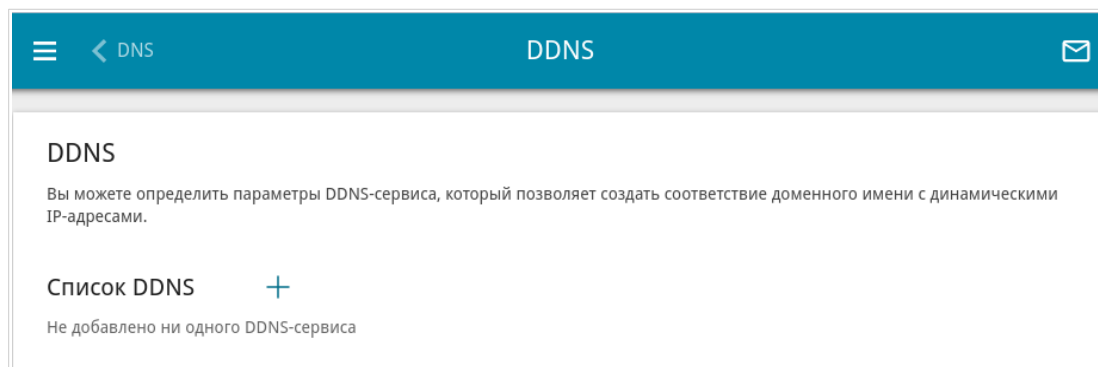 DNS
DDNS
DDNS
Вы можете определить параметры DDNS-сервиса, который позволяет создать соответствие доменного имени с динамическими
IP-адресами.
Список DDNS
Не добавлено ни одного DDNS-сервиса